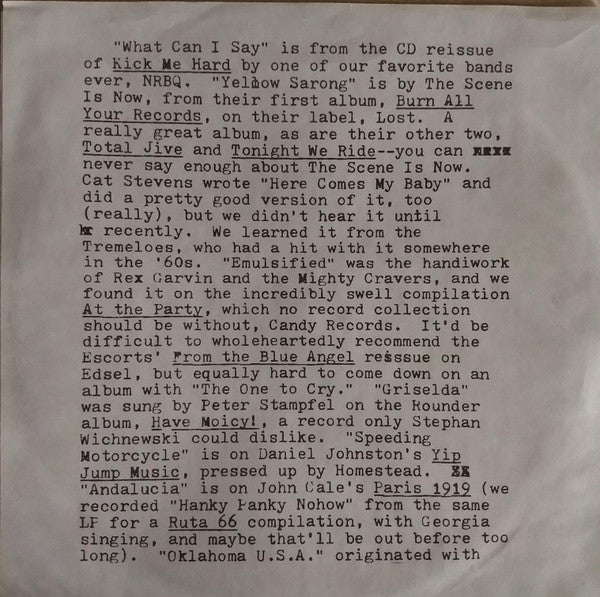 "What Can I Say" is from the CD reissue
of Kick Me Hard by one of our favorite bands
ever, NRBQ. "Yellow Sarong" is by The Scene
Is Now, from their first album, Burn All
Your Records, on their label, Lost. A
really great album, as are their other two,
Total Jive and Tonight We Ride--you can
never say enough about The Scene Is Now.
Cat Stevens wrote "Here Comes My Baby" and
did a pretty good version of it, too
(really), but we didn't hear it until
recently. We learned it from the
Tremeloes, who had a hit with it somewhere
in the '60s. "Emulsified" was the handiwork
of Rex Garvin and the Mighty Cravers, and we
found it on the incredibly swell compilation
At the Party, which no record collection
should be without, Candy Records. It'd be
difficult to wholeheartedly recommend the
Escorts' From the Blue Angel reissue on
Edsel, but equally hard to come down on an
album with "The One to Cry." "Griselda"
was sung by Peter Stampfel on the Rounder
album, Have Moicy!, a record only Stephan
Wichnewski could dislike. "Speeding
Motorcycle" is on Daniel Johnston's Yip
Jump Music, pressed up by Homestead.
"Andalucia" is on John Cale's Paris 1919 (we
recorded "Hanky Panky Nohow" from the same
LP for a Ruta 66 compilation, with Georgia
singing, and maybe that'll be out before too
long). "Oklahoma U.S.A." originated with